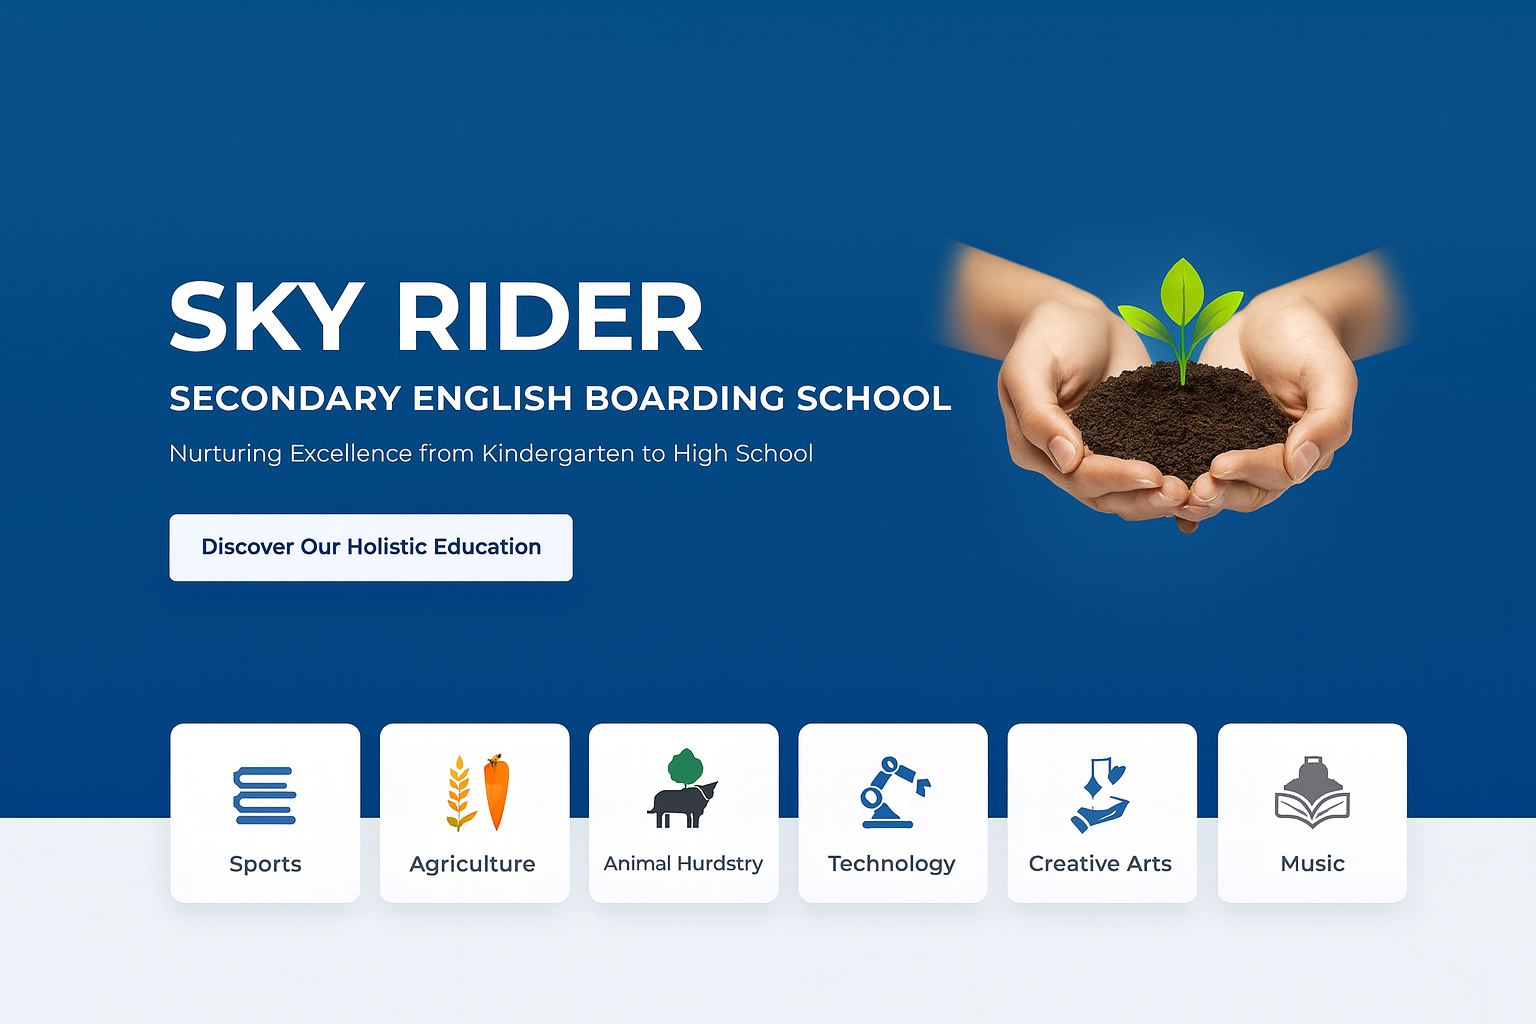 SKY RIDER
SECONDARY ENGLISH BOARDING SCHOOL
Nurturing Excellence from Kindergarten to High School
Discover Our Holistic Education
Sports
Agriculture
Animal Hurdstry
Technology
Creative Arts
Music